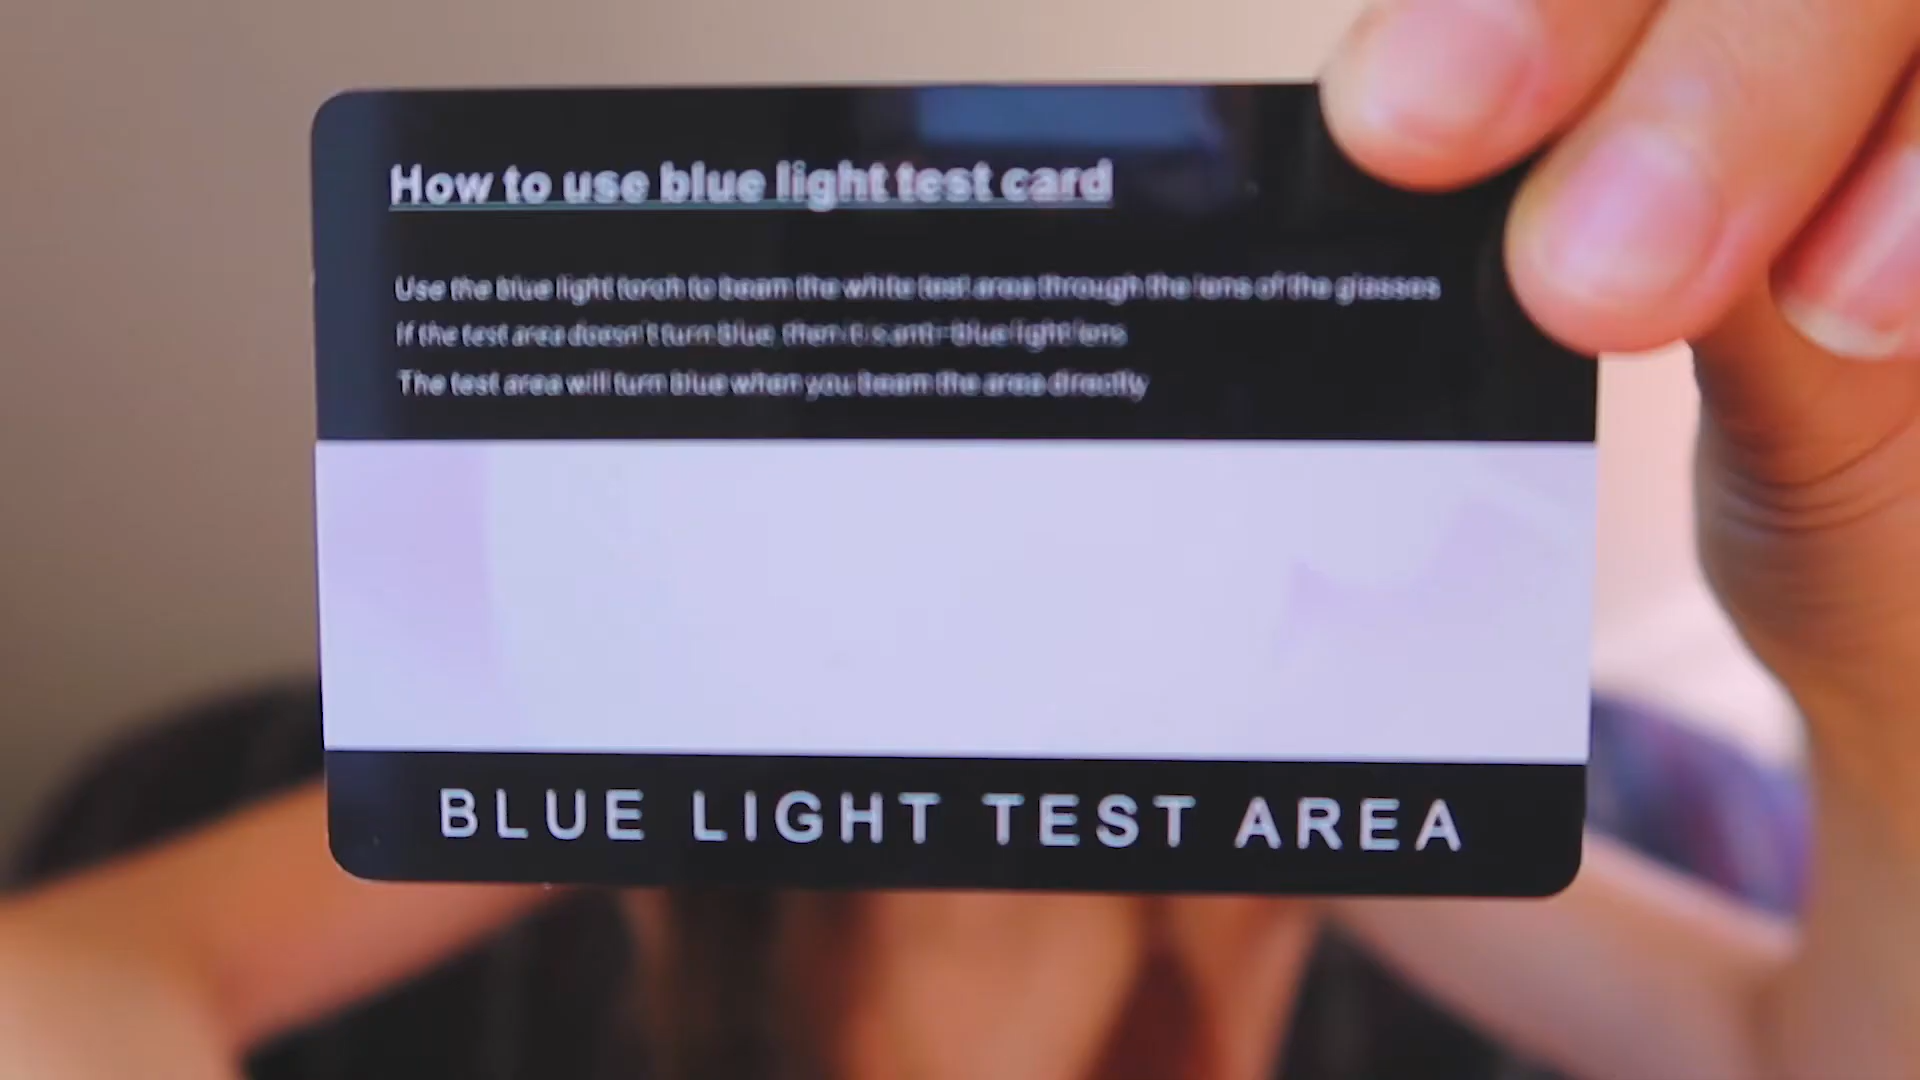 How to use blue light test card
Use the blue light torch to beam the white test area through the lens of the glasses
If the test area doesn't turn blue, then it is anti-blue light lens
The test area will turn blue when you beam the area directly
BLUE LIGHT TEST AREA